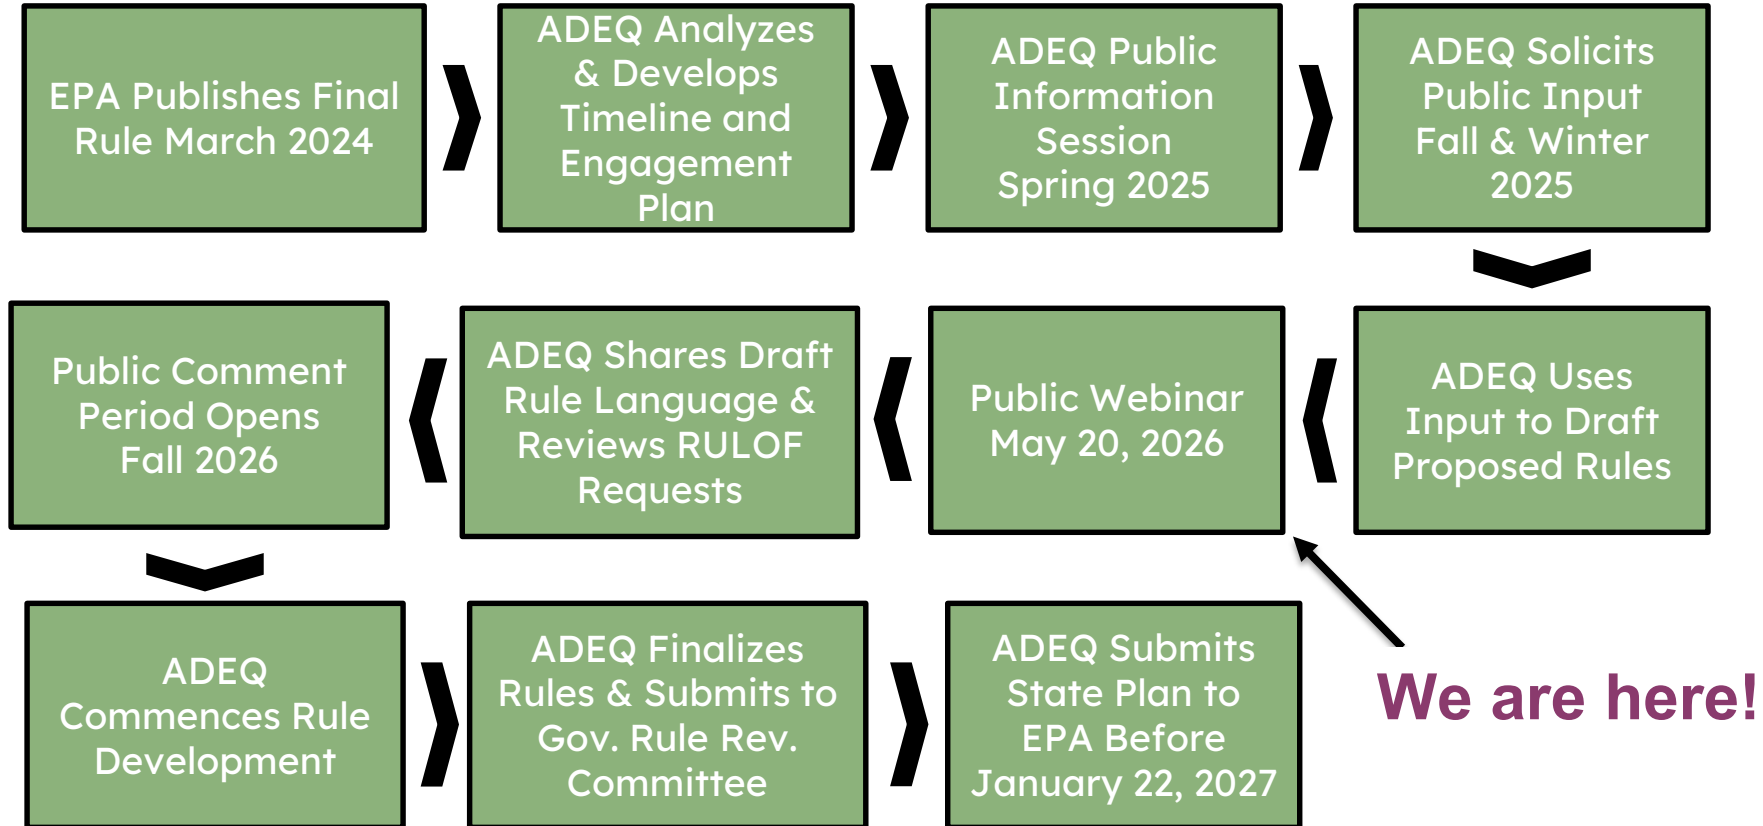 EPA Publishes Final
Rule March 2024
ADEQ Analyzes
& Develops
Timeline and
Engagement
Plan
ADEQ Public
Information
Session
Spring 2025
ADEQ Solicits
Public Input
Fall & Winter
2025
ADEQ Uses
Input to Draft
Proposed Rules
Public Webinar
May 20, 2026
ADEQ Shares Draft
Rule Language &
Reviews RULOF
Requests
Public Comment
Period Opens
Fall 2026
ADEQ
Commences Rule
Development
ADEQ Finalizes
Rules & Submits to
Gov. Rule Rev.
Committee
ADEQ Submits
State Plan to
EPA Before
January 22, 2027
We are here!